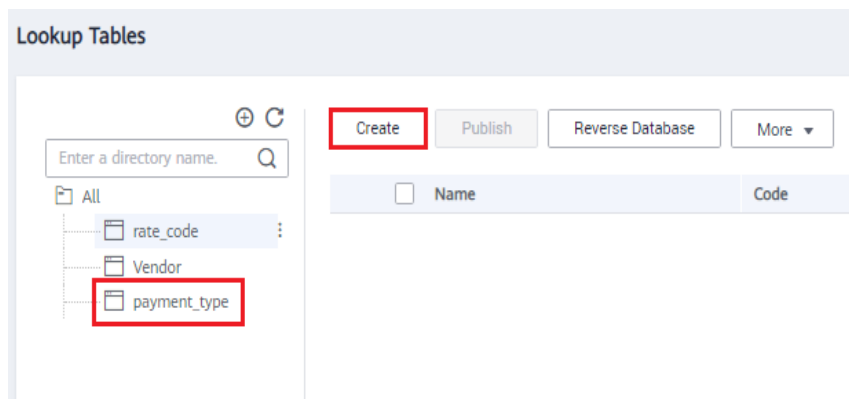 Lookup Tables
Create
Publish
Reverse Database
More
Enter a directory name.
All
rate_code
Vendor
payment_type
Name
Code